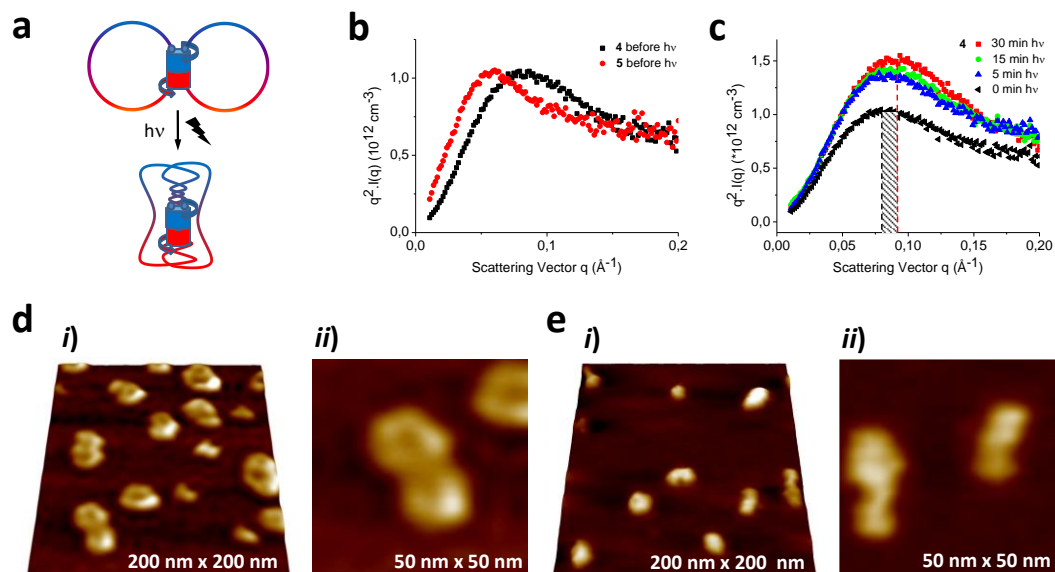 a
hν
b
4 before hν
5 before hν
q².I(q) (10¹² cm⁻³)
1,0
0,5
0,0
0,1
0,2
Scattering Vector q (Å⁻¹)
c
4 30 min hν
15 min hν
5 min hν
0 min hν
q².I(q) (*10¹² cm⁻³)
1,5
1,0
0,5
0,0
0,00 0,05 0,10 0,15 0,20
Scattering Vector q (Å⁻¹)
d
i)
200 nm x 200 nm
ii)
50 nm x 50 nm
e
i)
200 nm x 200 nm
ii)
50 nm x 50 nm